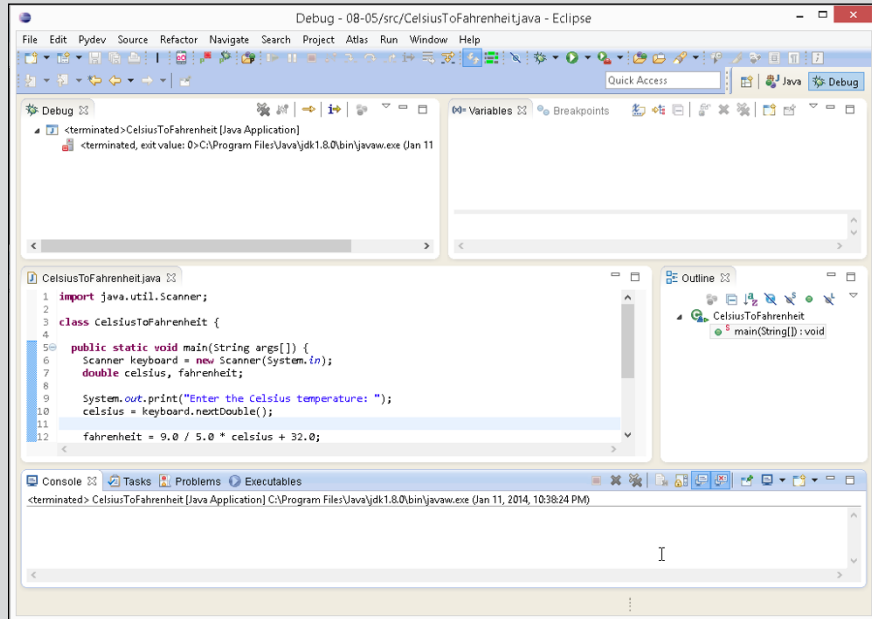 Debug - 08-05/src/CelsiusToFahrenheit.java - Eclipse
File Edit Pydev Source Refactor Navigate Search Project Atlas Run Window Help
Quick Access
Java
Debug
Debug
<terminated>CelsiusToFahrenheit [Java Application]
<terminated, exit value: 0>C:\Program Files\Java\jdk1.8.0\bin\javaw.exe (Jan 11
Variables
Breakpoints
CelsiusToFahrenheit.java
1 import java.util.Scanner;
2
3 class CelsiusToFahrenheit {
4
5 public static void main(String args[]) {
6 Scanner keyboard = new Scanner(System.in);
7 double celsius, fahrenheit;
8
9 System.out.print("Enter the Celsius temperature: ");
10 celsius = keyboard.nextDouble();
11
12 fahrenheit = 9.0 / 5.0 * celsius + 32.0;
Outline
CelsiusToFahrenheit
main(String[]) : void
Console Tasks Problems Executables
<terminated> CelsiusToFahrenheit [Java Application] C:\Program Files\Java\jdk1.8.0\bin\javaw.exe (Jan 11, 2014, 10:38:24 PM)